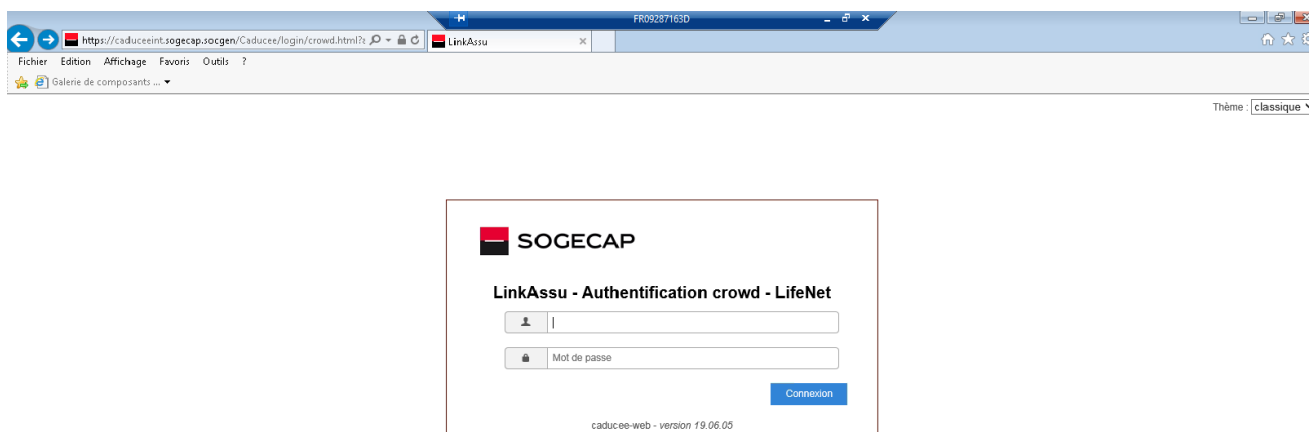 FR09287163D
https://caduceeint.sogecap.socgen/Caducee/login/crowd.html?
LinkAssu
Fichier Edition Affichage Favoris Outils ?
Galerie de composants ...
Thème : classique
SOGECAP
LinkAssu - Authentification crowd - LifeNet
Mot de passe
Connexion
caducee-web - version 19.06.05